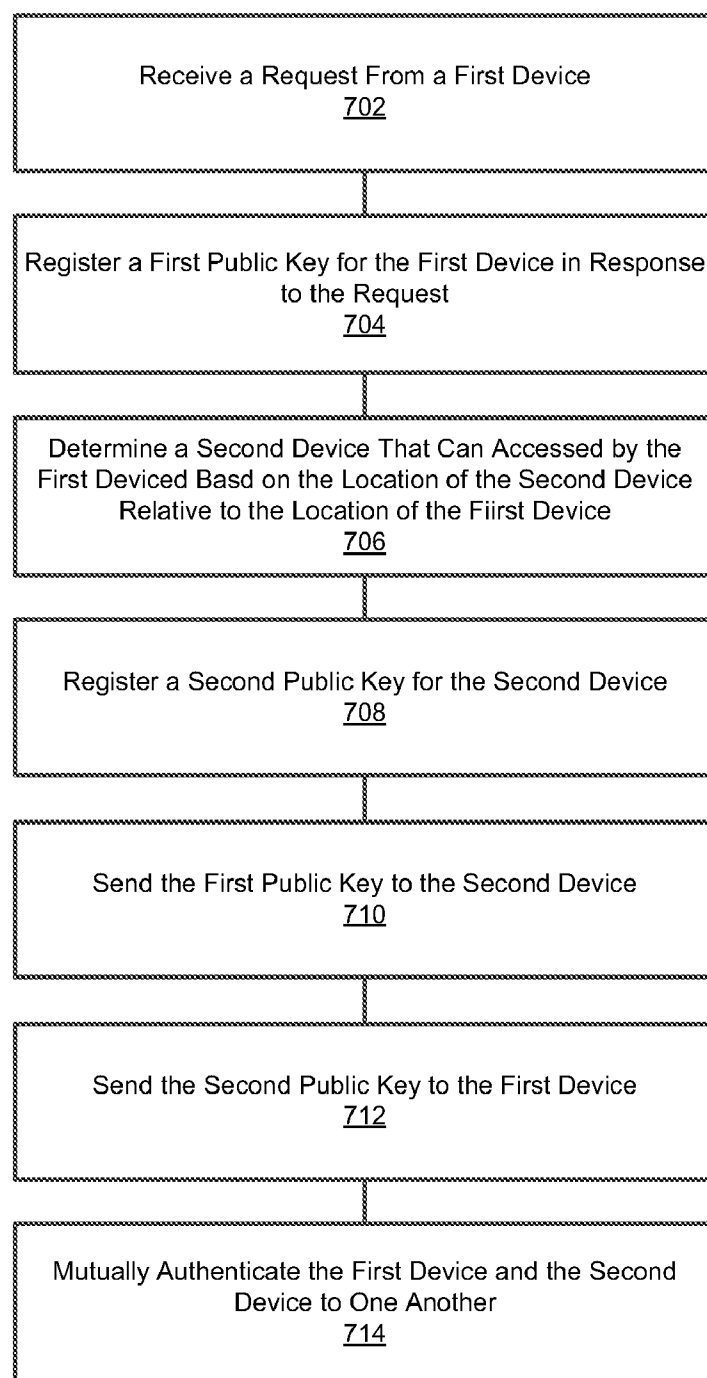 Receive a Request From a First Device
702
Register a First Public Key for the First Device in Response
to the Request
704
Determine a Second Device That Can Accessed by the
First Deviced Basd on the Location of the Second Device
Relative to the Location of the Fiirst Device
706
Register a Second Public Key for the Second Device
708
Send the First Public Key to the Second Device
710
Send the Second Public Key to the First Device
712
Mutually Authenticate the First Device and the Second
Device to One Another
714